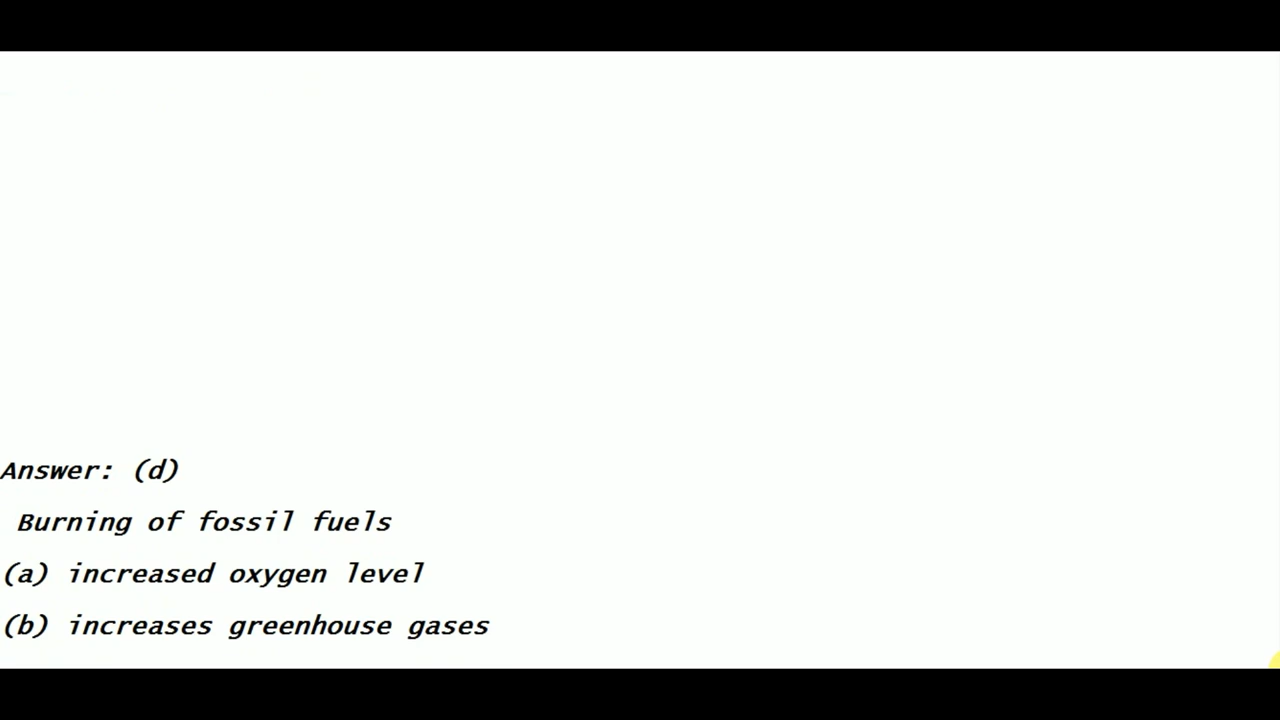 Answer: (d)
Burning of fossil fuels
(a) increased oxygen level
(b) increases greenhouse gases